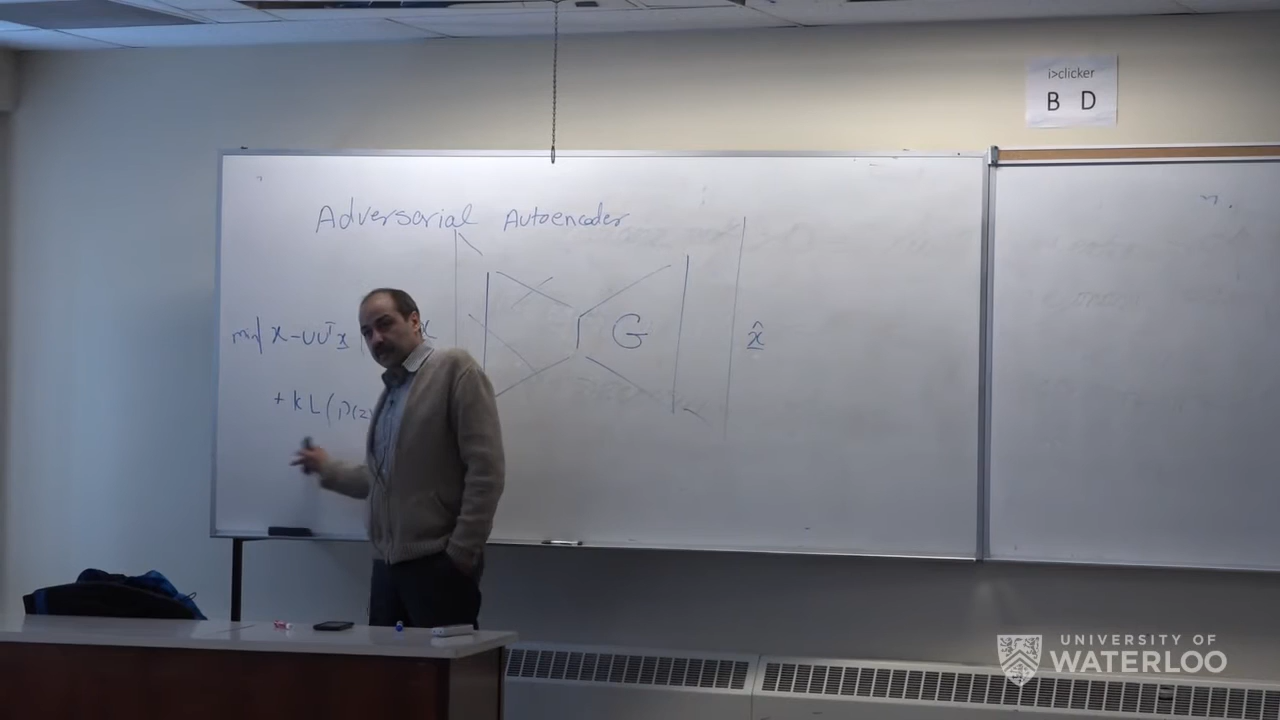 i>clicker
B D
Adversarial Autoencoder
min | x - UUᵀx
x
G
x̂
+ KL(p(z)
UNIVERSITY OF
WATERLOO